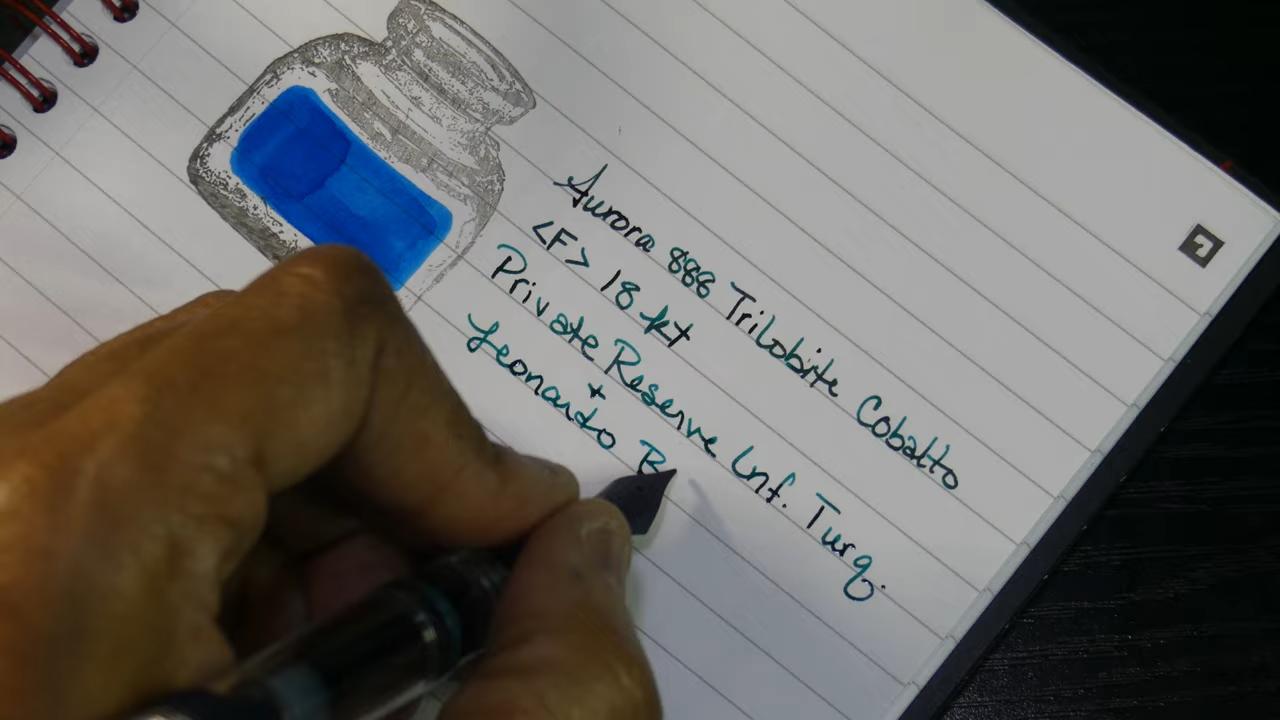 Aurora 888 Trilobite Cobalto
<F> 18 kt
Private Reserve Inf. Turq.
+
Leonardo B